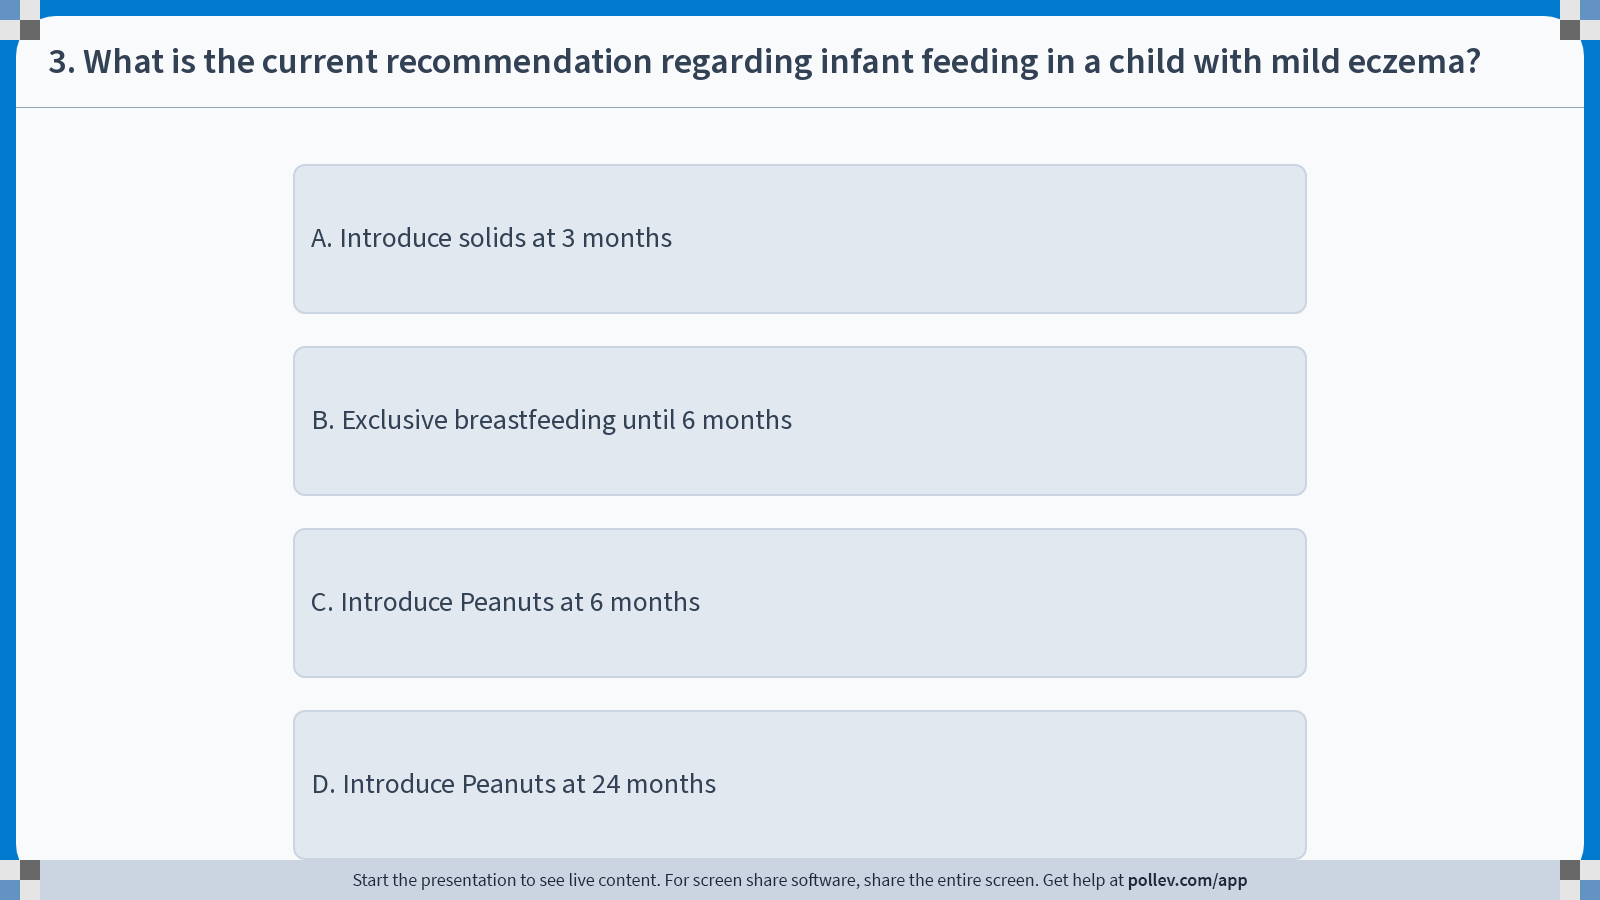 3. What is the current recommendation regarding infant feeding in a child with mild eczema?
A. Introduce solids at 3 months
B. Exclusive breastfeeding until 6 months
C. Introduce Peanuts at 6 months
D. Introduce Peanuts at 24 months
Start the presentation to see live content. For screen share software, share the entire screen. Get help at pollev.com/app